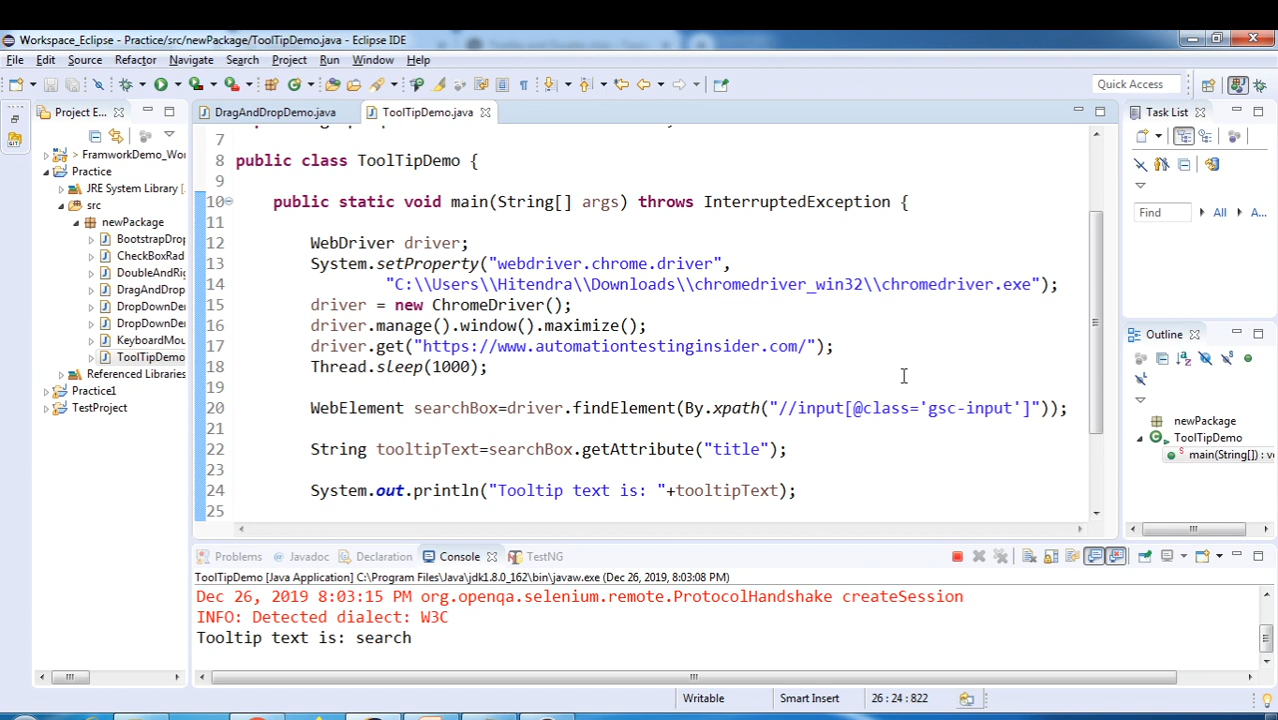 Workspace_Eclipse - Practice/src/newPackage/ToolTipDemo.java - Eclipse IDE
File Edit Source Refactor Navigate Search Project Run Window Help
Quick Access
Project E...
DragAndDropDemo.java
ToolTipDemo.java
Task List
FramworkDemo_Wo
Practice
JRE System Library [
src
newPackage
BootstrapDrop
CheckBoxRad
DoubleAndRig
DragAndDrop
DropDownDe
DropDownDe
KeyboardMou
ToolTipDemo
Referenced Libraries
Practice1
TestProject
7
8 public class ToolTipDemo {
9
10 public static void main(String[] args) throws InterruptedException {
11
12 WebDriver driver;
13 System.setProperty("webdriver.chrome.driver",
14 "C:\\Users\\Hitendra\\Downloads\\chromedriver_win32\\chromedriver.exe");
15 driver = new ChromeDriver();
16 driver.manage().window().maximize();
17 driver.get("https://www.automationtestinginsider.com/");
18 Thread.sleep(1000);
19
20 WebElement searchBox=driver.findElement(By.xpath("//input[@class='gsc-input']"));
21
22 String tooltipText=searchBox.getAttribute("title");
23
24 System.out.println("Tooltip text is: "+tooltipText);
25
Find All A...
Outline
newPackage
ToolTipDemo
main(String[]) : v
Problems Javadoc Declaration Console TestNG
ToolTipDemo [Java Application] C:\Program Files\Java\jdk1.8.0_162\bin\javaw.exe (Dec 26, 2019, 8:03:08 PM)
Dec 26, 2019 8:03:15 PM org.openqa.selenium.remote.ProtocolHandshake createSession
INFO: Detected dialect: W3C
Tooltip text is: search
Writable Smart Insert 26 : 24 : 822